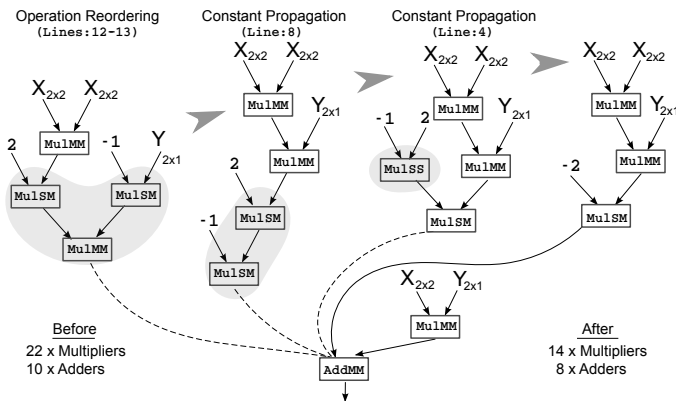 Operation Reordering
(Lines:12-13)
X2x2 X2x2
MulMM
2
-1
Y2x1
MulSM
MulSM
MulMM
Before
22 x Multipliers
10 x Adders
Constant Propagation
(Line:8)
X2x2 X2x2
MulMM
Y2x1
MulMM
2
MulSM
-1
MulSM
Constant Propagation
(Line:4)
X2x2 X2x2
MulMM
Y2x1
-1 2
MulSS
MulMM
MulSM
X2x2 X2x2
MulMM
Y2x1
MulMM
-2
MulSM
X2x2 Y2x1
MulMM
AddMM
After
14 x Multipliers
8 x Adders